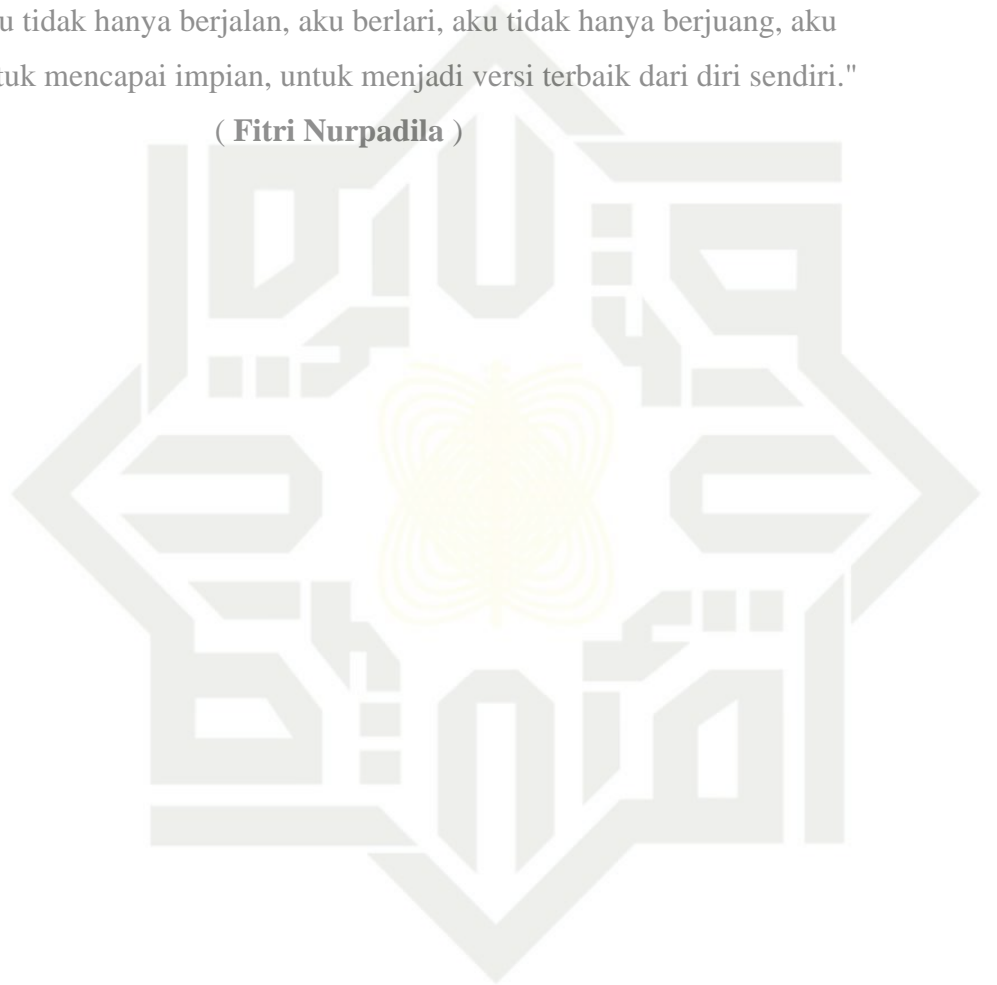 u tidak hanya berjalan, aku berlari, aku tidak hanya berjuang, aku
tuk mencapai impian, untuk menjadi versi terbaik dari diri sendiri."
( Fitri Nurpadila )